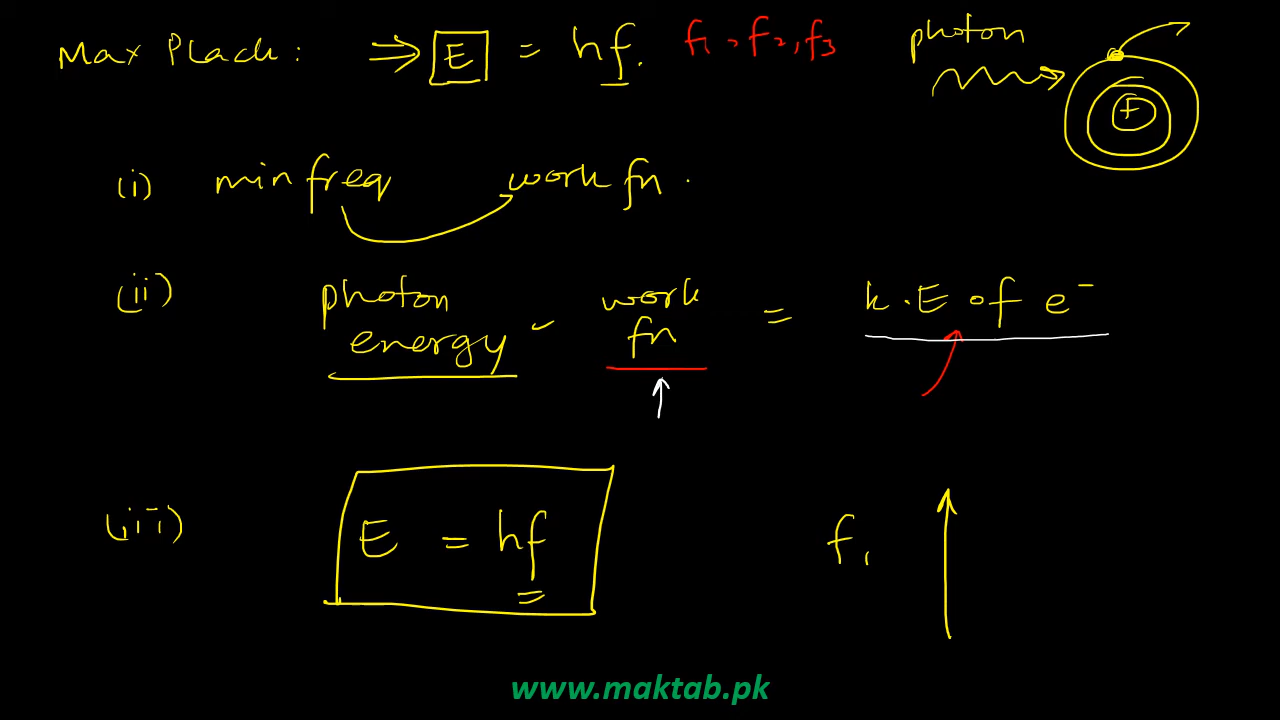 Max Plack: ⇒ E = hf. f1, f2, f3 photon
+
(i) min freq work fn.
(ii) photon energy - work fn = k.E of e⁻
(iii) E = hf f1
www.maktab.pk